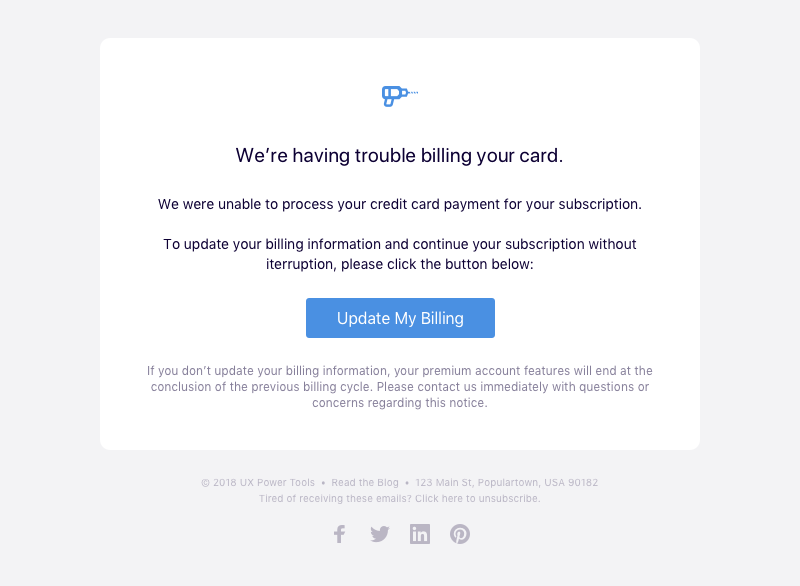 We’re having trouble billing your card.
We were unable to process your credit card payment for your subscription.
To update your billing information and continue your subscription without
iterruption, please click the button below:
Update My Billing
If you don’t update your billing information, your premium account features will end at the
conclusion of the previous billing cycle. Please contact us immediately with questions or
concerns regarding this notice.
© 2018 UX Power Tools • Read the Blog • 123 Main St, Populartown, USA 90182
Tired of receiving these emails? Click here to unsubscribe.